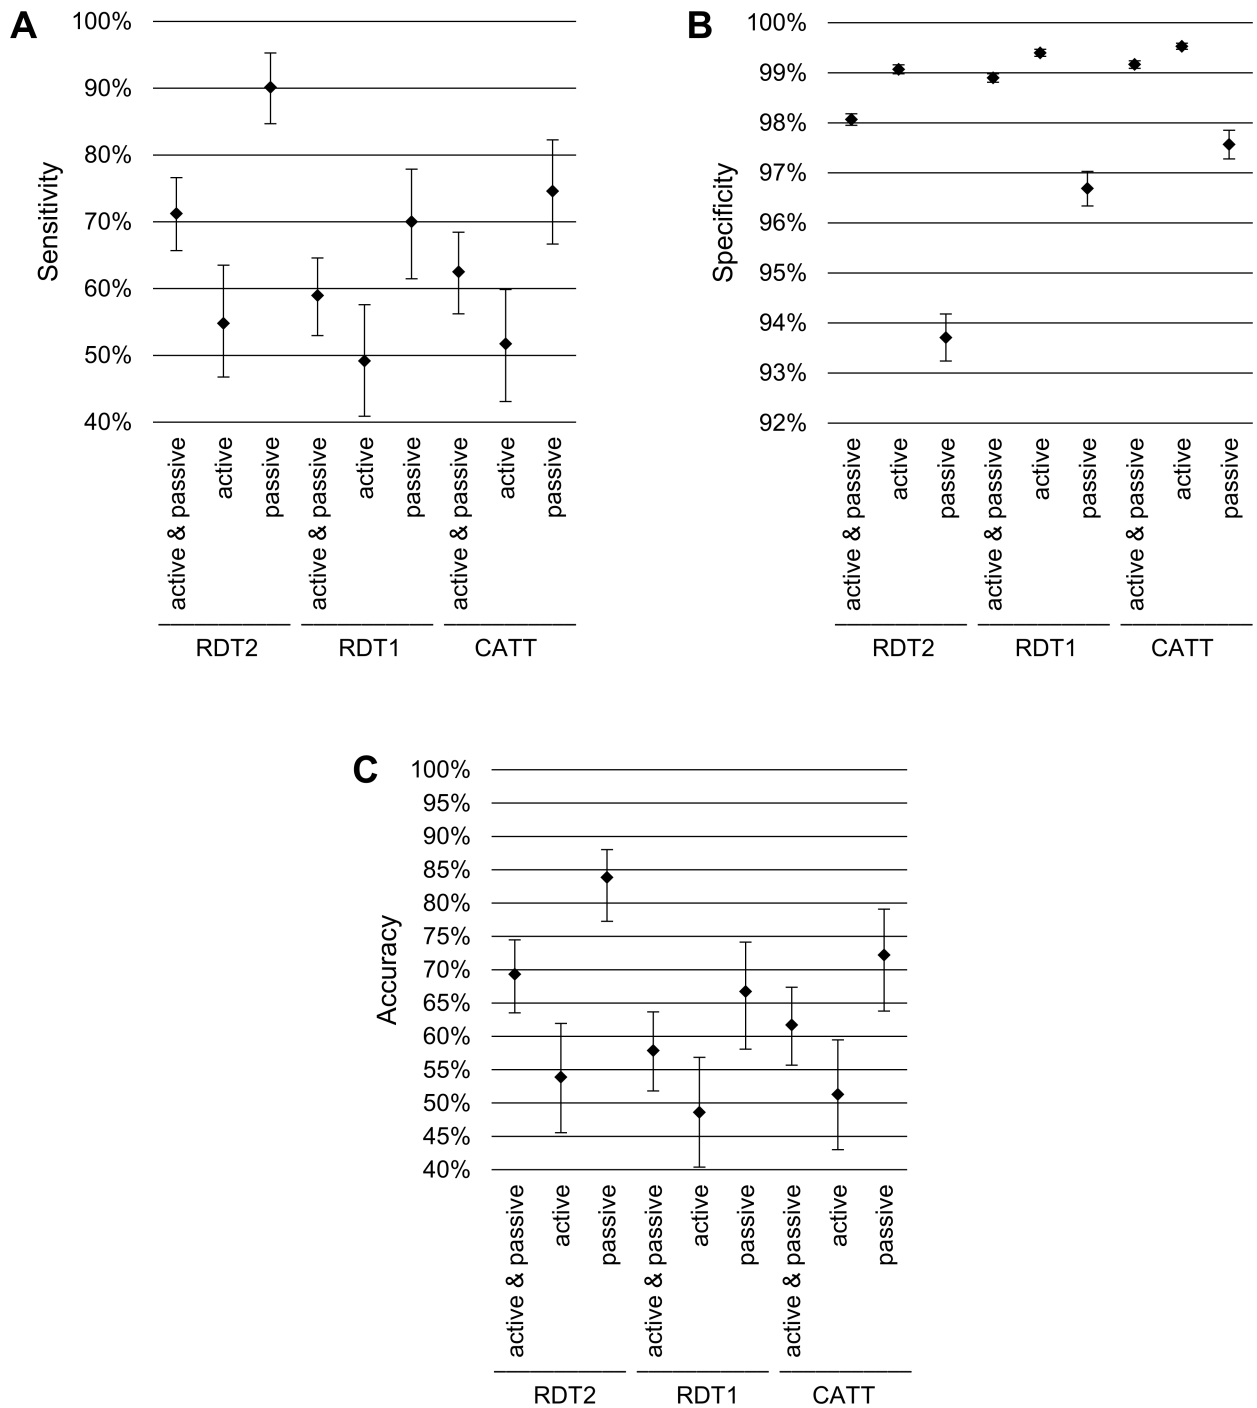 A
100%
90%
80%
70%
60%
50%
40%
Sensitivity
active & passive
active
passive
active & passive
active
passive
active & passive
active
passive
RDT2 RDT1 CATT
B
100%
99%
98%
97%
96%
95%
94%
93%
92%
Specificity
active & passive
active
passive
active & passive
active
passive
active & passive
active
passive
RDT2 RDT1 CATT
C
100%
95%
90%
85%
80%
75%
70%
65%
60%
55%
50%
45%
40%
Accuracy
active & passive
active
passive
active & passive
active
passive
active & passive
active
passive
RDT2 RDT1 CATT